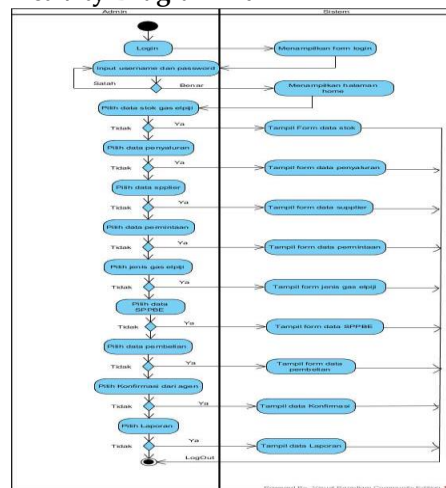 Admin
Sistem
Login
Menampilkan form login
Input username dan password
Salah
Benar
Menampilkan halaman home
Pilih data stok gas elpiji
Tidak
Ya
Tampil Form data stok
Pilih data penyaluran
Tidak
Ya
Tampil form data penyaluran
Pilih data spplier
Tidak
Ya
Tampil form data supplier
Pilih data permintaan
Tidak
Ya
Tampil form data permintaan
Pilih jenis gas elpiji
Tidak
Ya
Tampil form jenis gas elpiji
Pilih data SPPBE
Tidak
Ya
Tampil form data SPPBE
Pilih data pembelian
Tidak
Ya
Tampil form data pembelian
Pilih Konfirmasi dari agen
Tidak
Ya
Tampil data Konfirmasi
Pilih Laporan
Tidak
Ya
Tampil data Laporan
LogOut